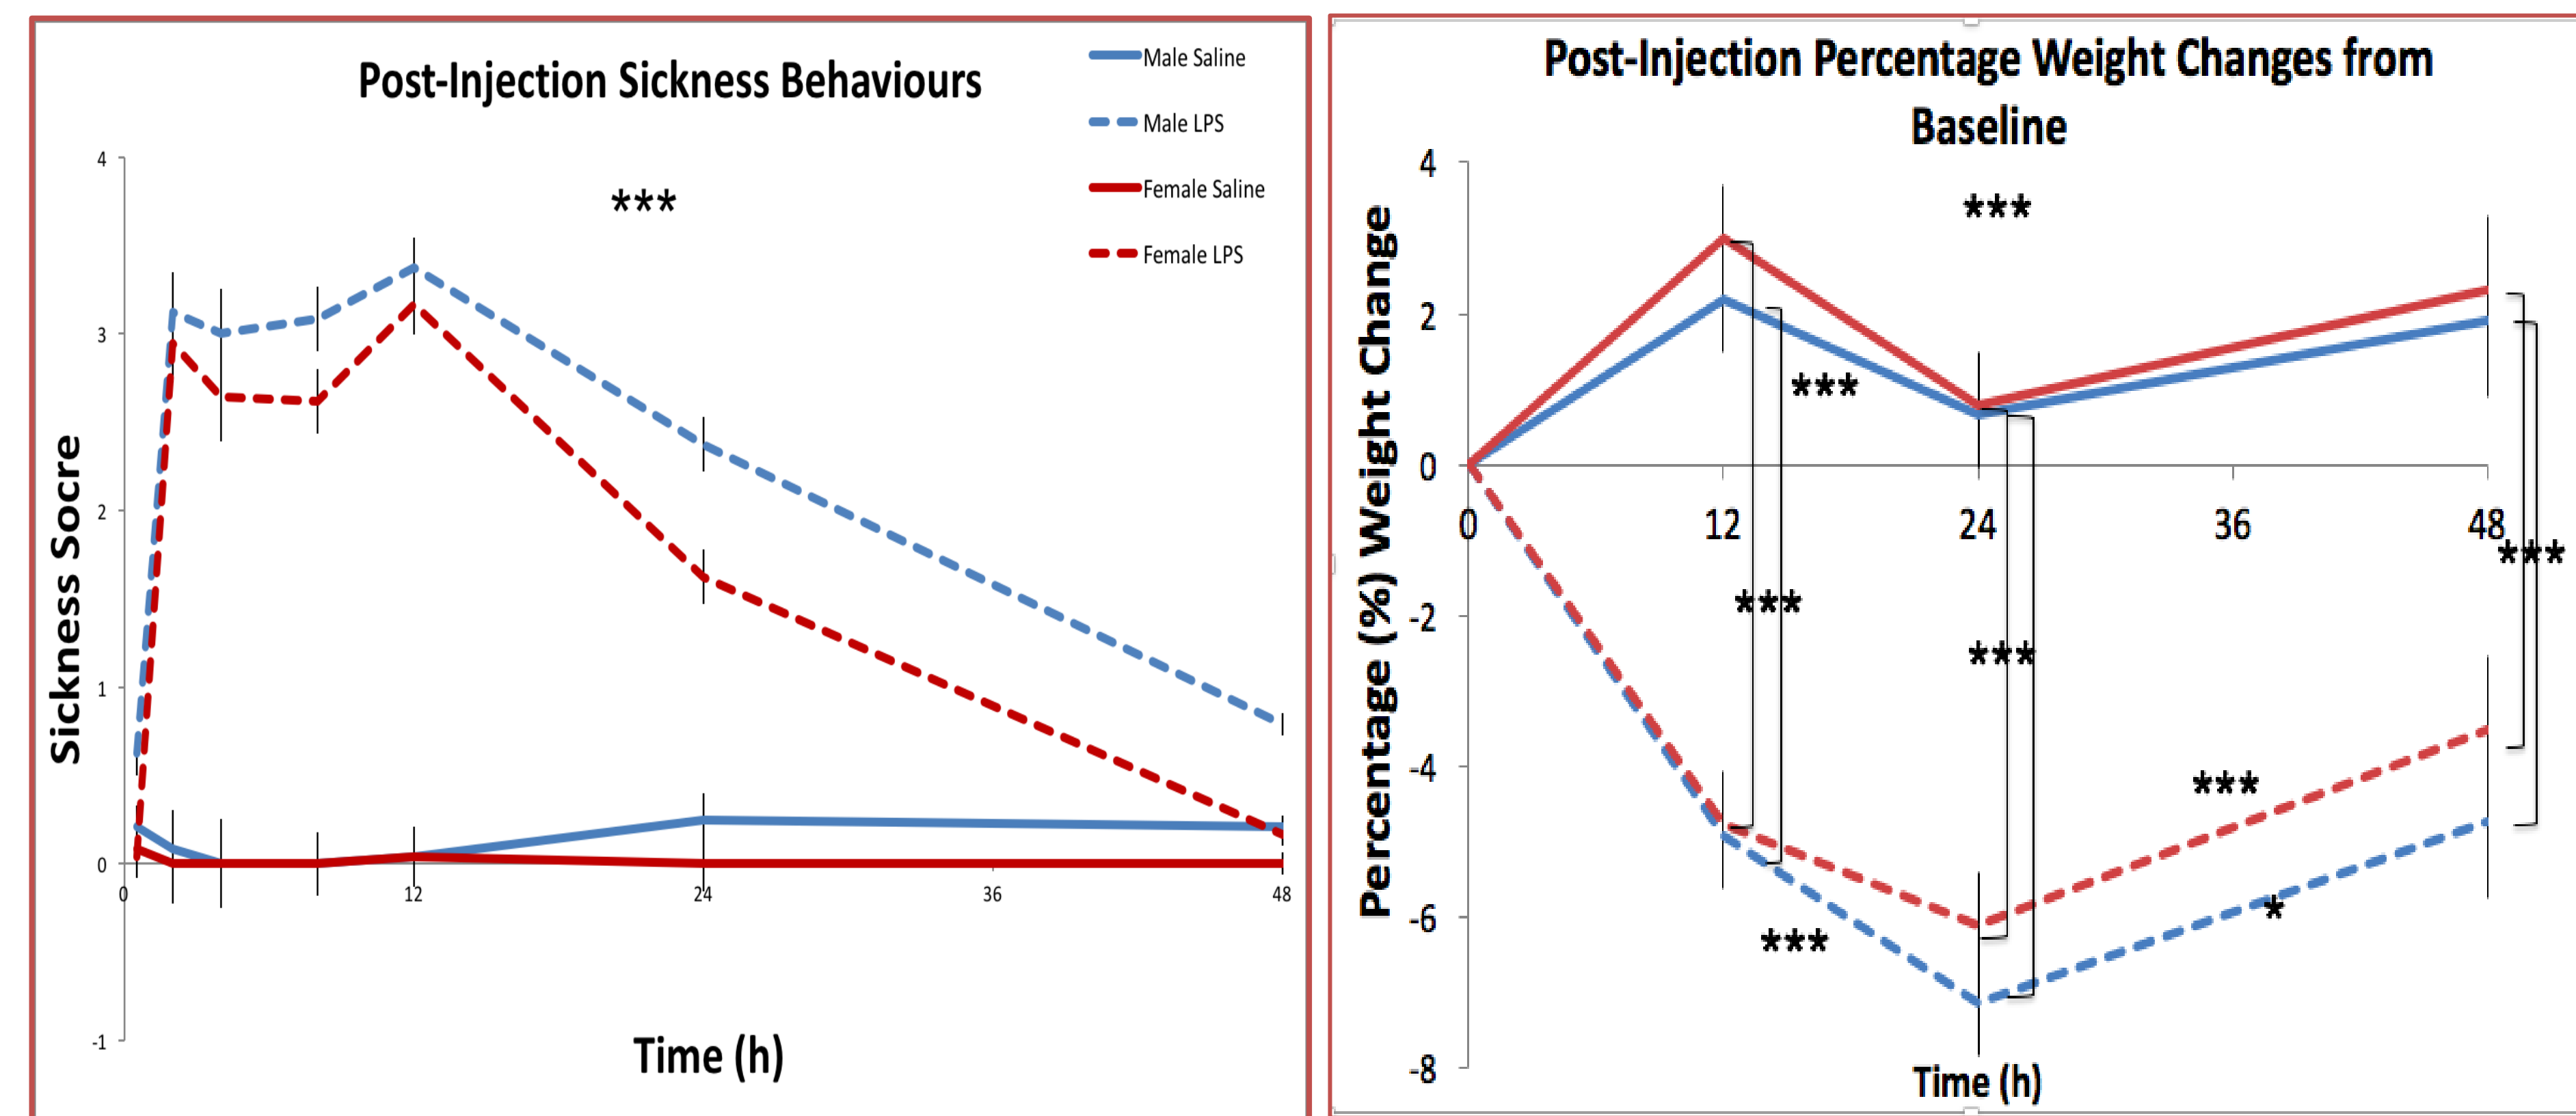 Post-Injection Sickness Behaviours
Male Saline
Male LPS
Female Saline
Female LPS
***
4
3
2
1
0
-1
Sickness Socre
0
12
24
36
48
Time (h)
Post-Injection Percentage Weight Changes from
Baseline
4
2
0
-2
-4
-6
-8
Percentage (%) Weight Change
0
12
24
36
48
***
***
***
***
***
***
***
*
Time (h)